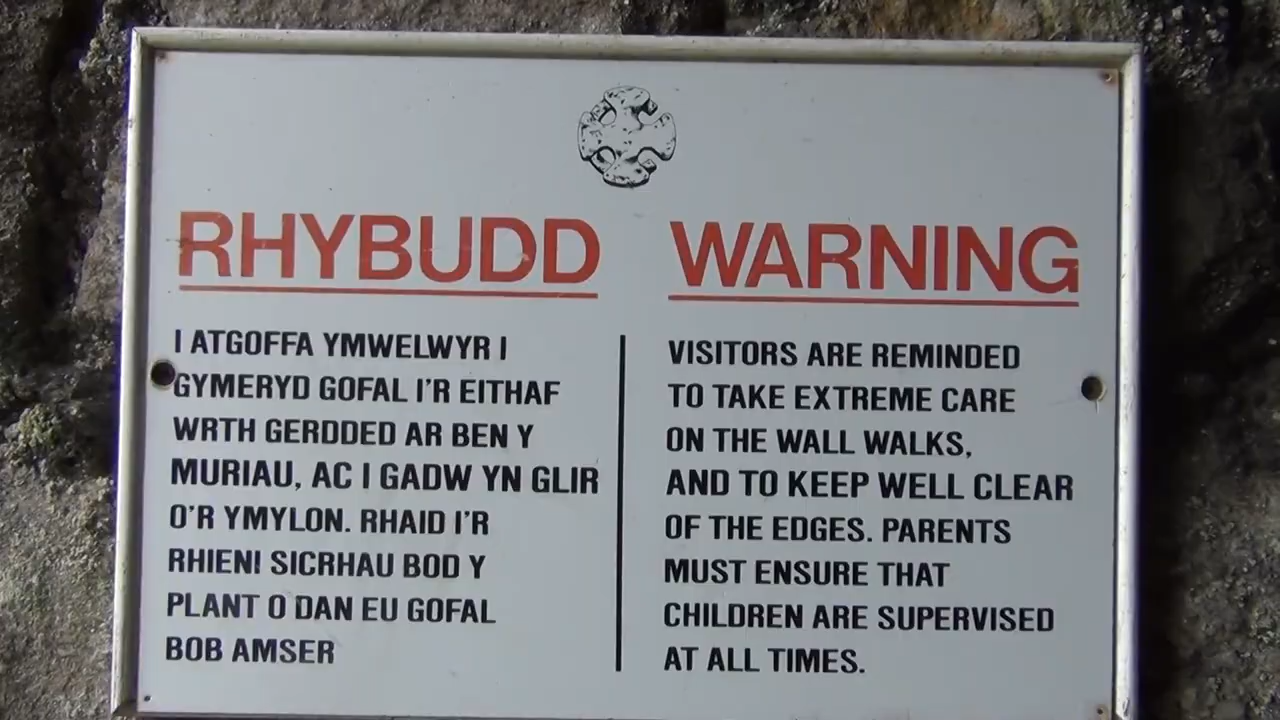 RHYBUDD
I ATGOFFA YMWELWYR I
GYMERYD GOFAL I'R EITHAF
WRTH GERDDED AR BEN Y
MURIAU, AC I GADW YN GLIR
O'R YMYLON. RHAID I'R
RHIENI SICRHAU BOD Y
PLANT O DAN EU GOFAL
BOB AMSER
WARNING
VISITORS ARE REMINDED
TO TAKE EXTREME CARE
ON THE WALL WALKS,
AND TO KEEP WELL CLEAR
OF THE EDGES. PARENTS
MUST ENSURE THAT
CHILDREN ARE SUPERVISED
AT ALL TIMES.